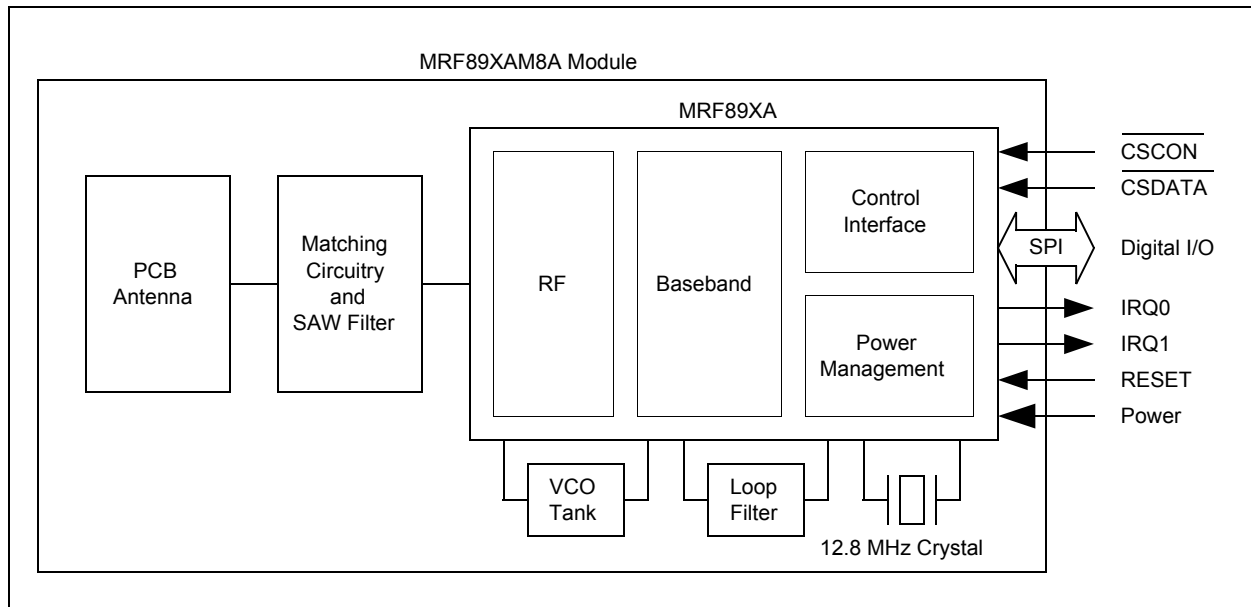 MRF89XAM8A Module
MRF89XA
PCB
Antenna
Matching
Circuitry
and
SAW Filter
RF
Baseband
Control
Interface
Power
Management
CSCON
CSDATA
SPI
Digital I/O
IRQ0
IRQ1
RESET
Power
VCO
Tank
Loop
Filter
12.8 MHz Crystal